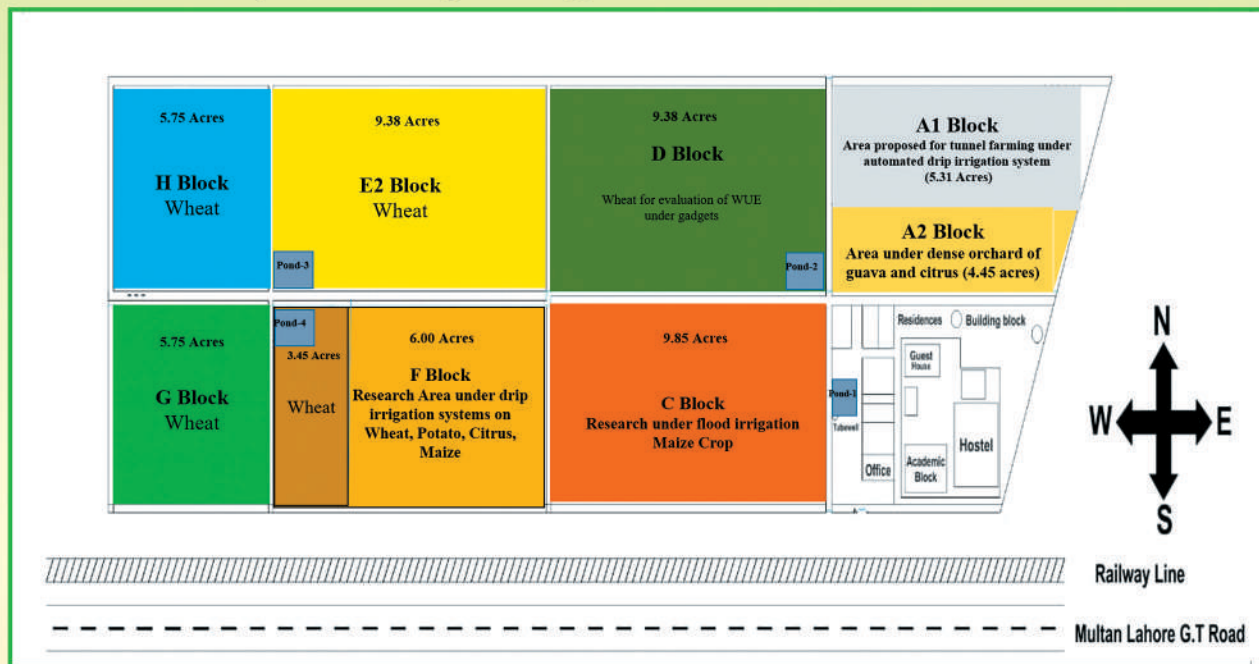 5.75 Acres
H Block
Wheat
9.38 Acres
E2 Block
Wheat
Pond-3
9.38 Acres
D Block
Wheat for evaluation of WUE
under gadgets
Pond-2
A1 Block
Area proposed for tunnel farming under
automated drip irrigation system
(5.31 Acres)
A2 Block
Area under dense orchard of
guava and citrus (4.45 acres)
5.75 Acres
G Block
Wheat
Pond-4
3.45 Acres
Wheat
6.00 Acres
F Block
Research Area under drip
irrigation systems on
Wheat, Potato, Citrus,
Maize
9.85 Acres
C Block
Research under flood irrigation
Maize Crop
Residences
Building block
Guest
House
Pond-1
Tubewell
Office
Academic
Block
Hostel
N
W
E
S
Railway Line
Multan Lahore G.T Road